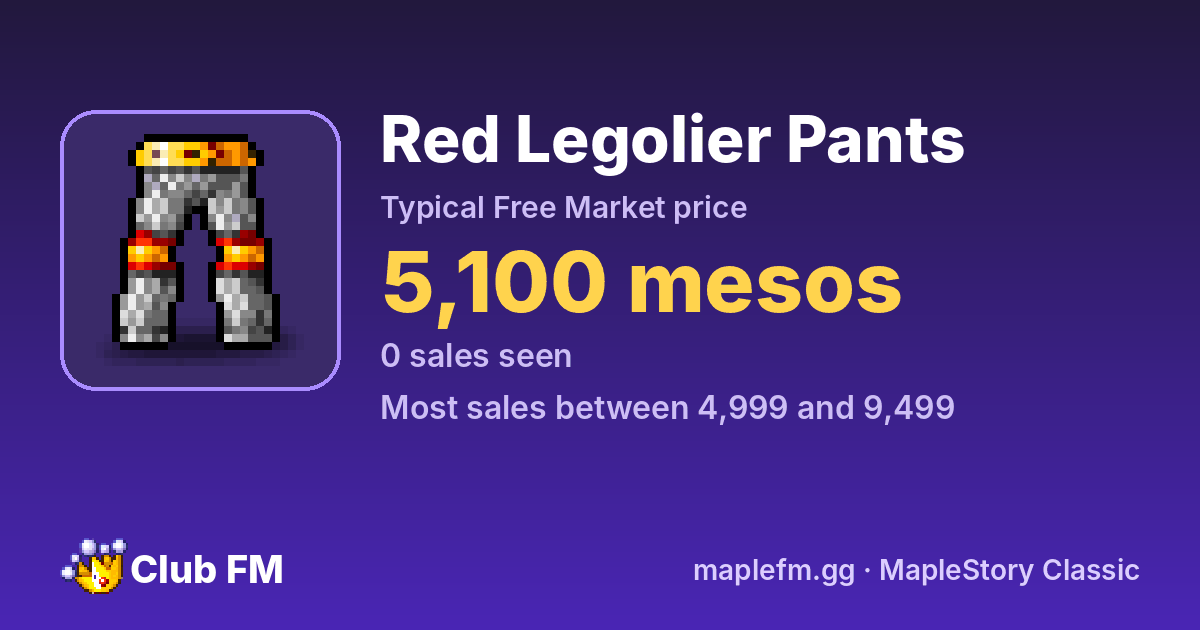 Red Legolier Pants
Typical Free Market price
5,100 mesos
0 sales seen
Most sales between 4,999 and 9,499
Club FM
maplefm.gg · MapleStory Classic